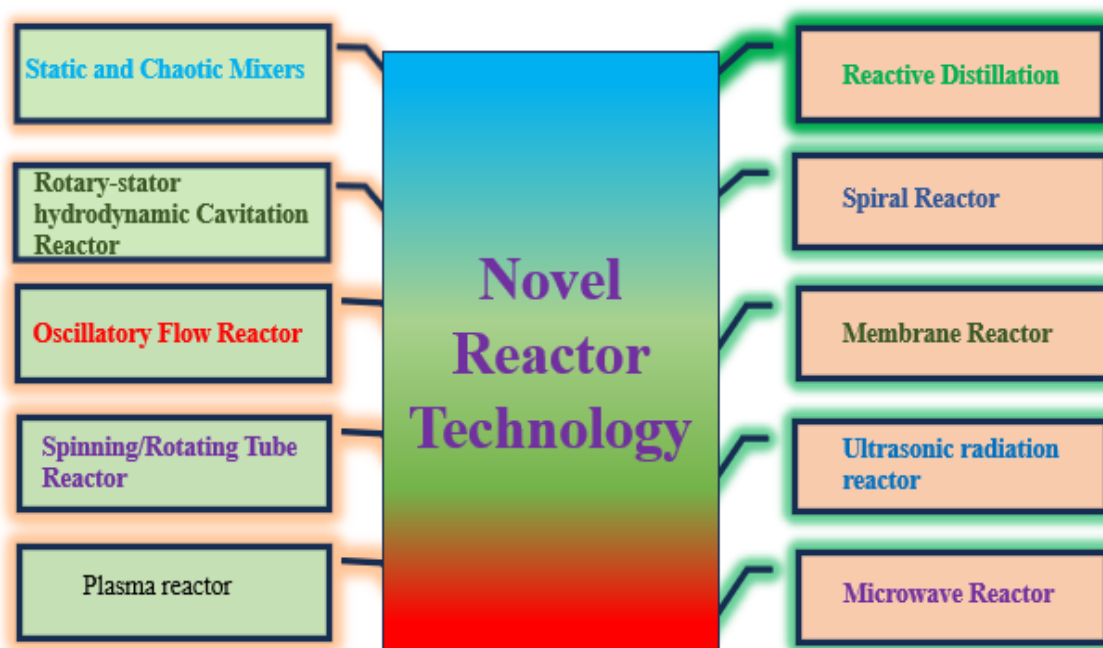 Static and Chaotic Mixers
Rotary-stator
hydrodynamic Cavitation
Reactor
Oscillatory Flow Reactor
Spinning/Rotating Tube
Reactor
Plasma reactor
Novel
Reactor
Technology
Reactive Distillation
Spiral Reactor
Membrane Reactor
Ultrasonic radiation
reactor
Microwave Reactor